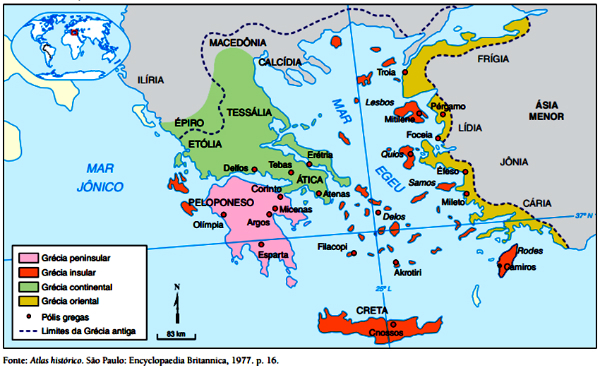 MACEDÔNIA
CALCÍDIA
FRÍGIA
ILÍRIA
Troia
TESSÁLIA
MAR
Lesbos
Pérgamo
ÁSIA
MENOR
Mitilene
LÍDIA
ÉPIRO
ETÓLIA
Foceia
Erétria
Quios
JÔNIA
MAR
JÔNICO
Delfos
Tebas
ÁTICA
EGEU
Éfeso
Samos
PELOPONESO
Corinto
Atenas
Mileto
CÁRIA
Micenas
Olímpia
Argos
Delos
37º N
Esparta
Filacopi
Akrotiri
Rodes
Camiros
25º L
CRETA
Cnossos
Grécia peninsular
Grécia insular
Grécia continental
Grécia oriental
Pólis gregas
Limites da Grécia antiga
N
83 km
Fonte: Atlas histórico. São Paulo: Encyclopaedia Britannica, 1977. p. 16.